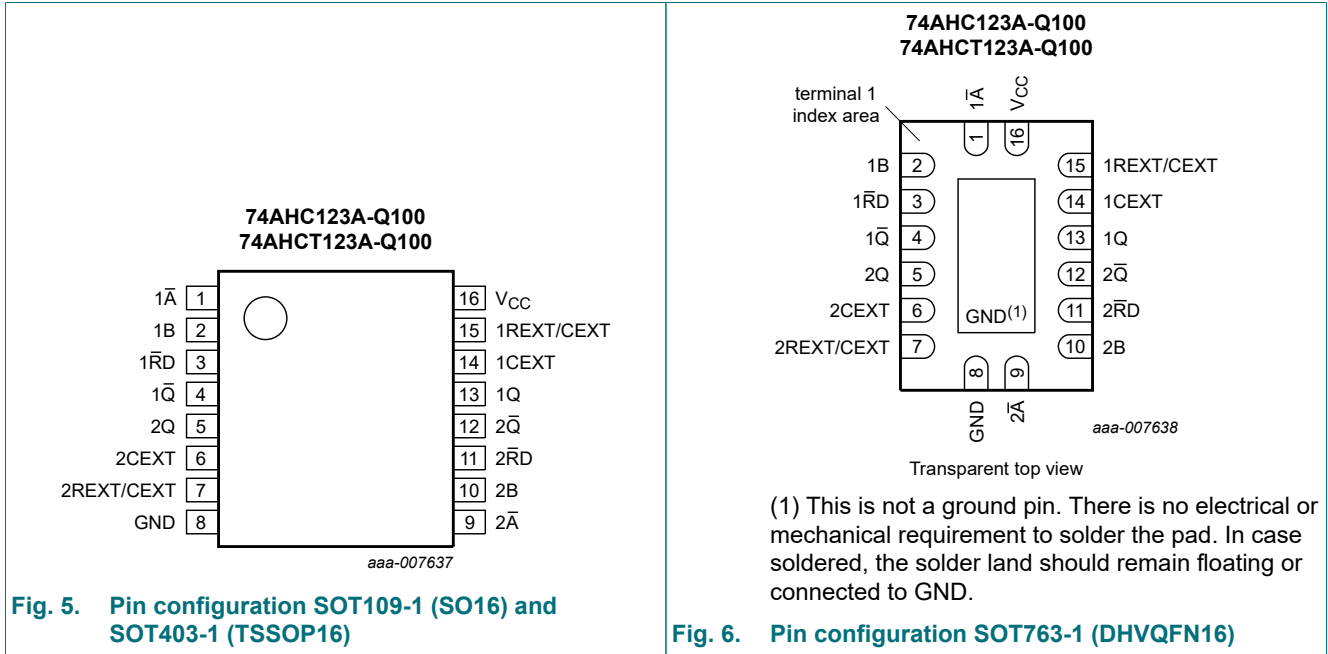 74AHC123A-Q100
74AHCT123A-Q100
1A̅ 1
1B 2
1R̅D 3
1Q̅ 4
2Q 5
2CEXT 6
2REXT/CEXT 7
GND 8
16 VCC
15 1REXT/CEXT
14 1CEXT
13 1Q
12 2Q̅
11 2R̅D
10 2B
9 2A̅
aaa-007637
Fig. 5. Pin configuration SOT109-1 (SO16) and
SOT403-1 (TSSOP16)
74AHC123A-Q100
74AHCT123A-Q100
terminal 1
index area
1A̅
VCC
1
16
1B 2
1R̅D 3
1Q̅ 4
2Q 5
2CEXT 6
2REXT/CEXT 7
15 1REXT/CEXT
14 1CEXT
13 1Q
12 2Q̅
11 2R̅D
10 2B
GND(1)
8
9
GND
2A̅
aaa-007638
Transparent top view
(1) This is not a ground pin. There is no electrical or
mechanical requirement to solder the pad. In case
soldered, the solder land should remain floating or
connected to GND.
Fig. 6. Pin configuration SOT763-1 (DHVQFN16)